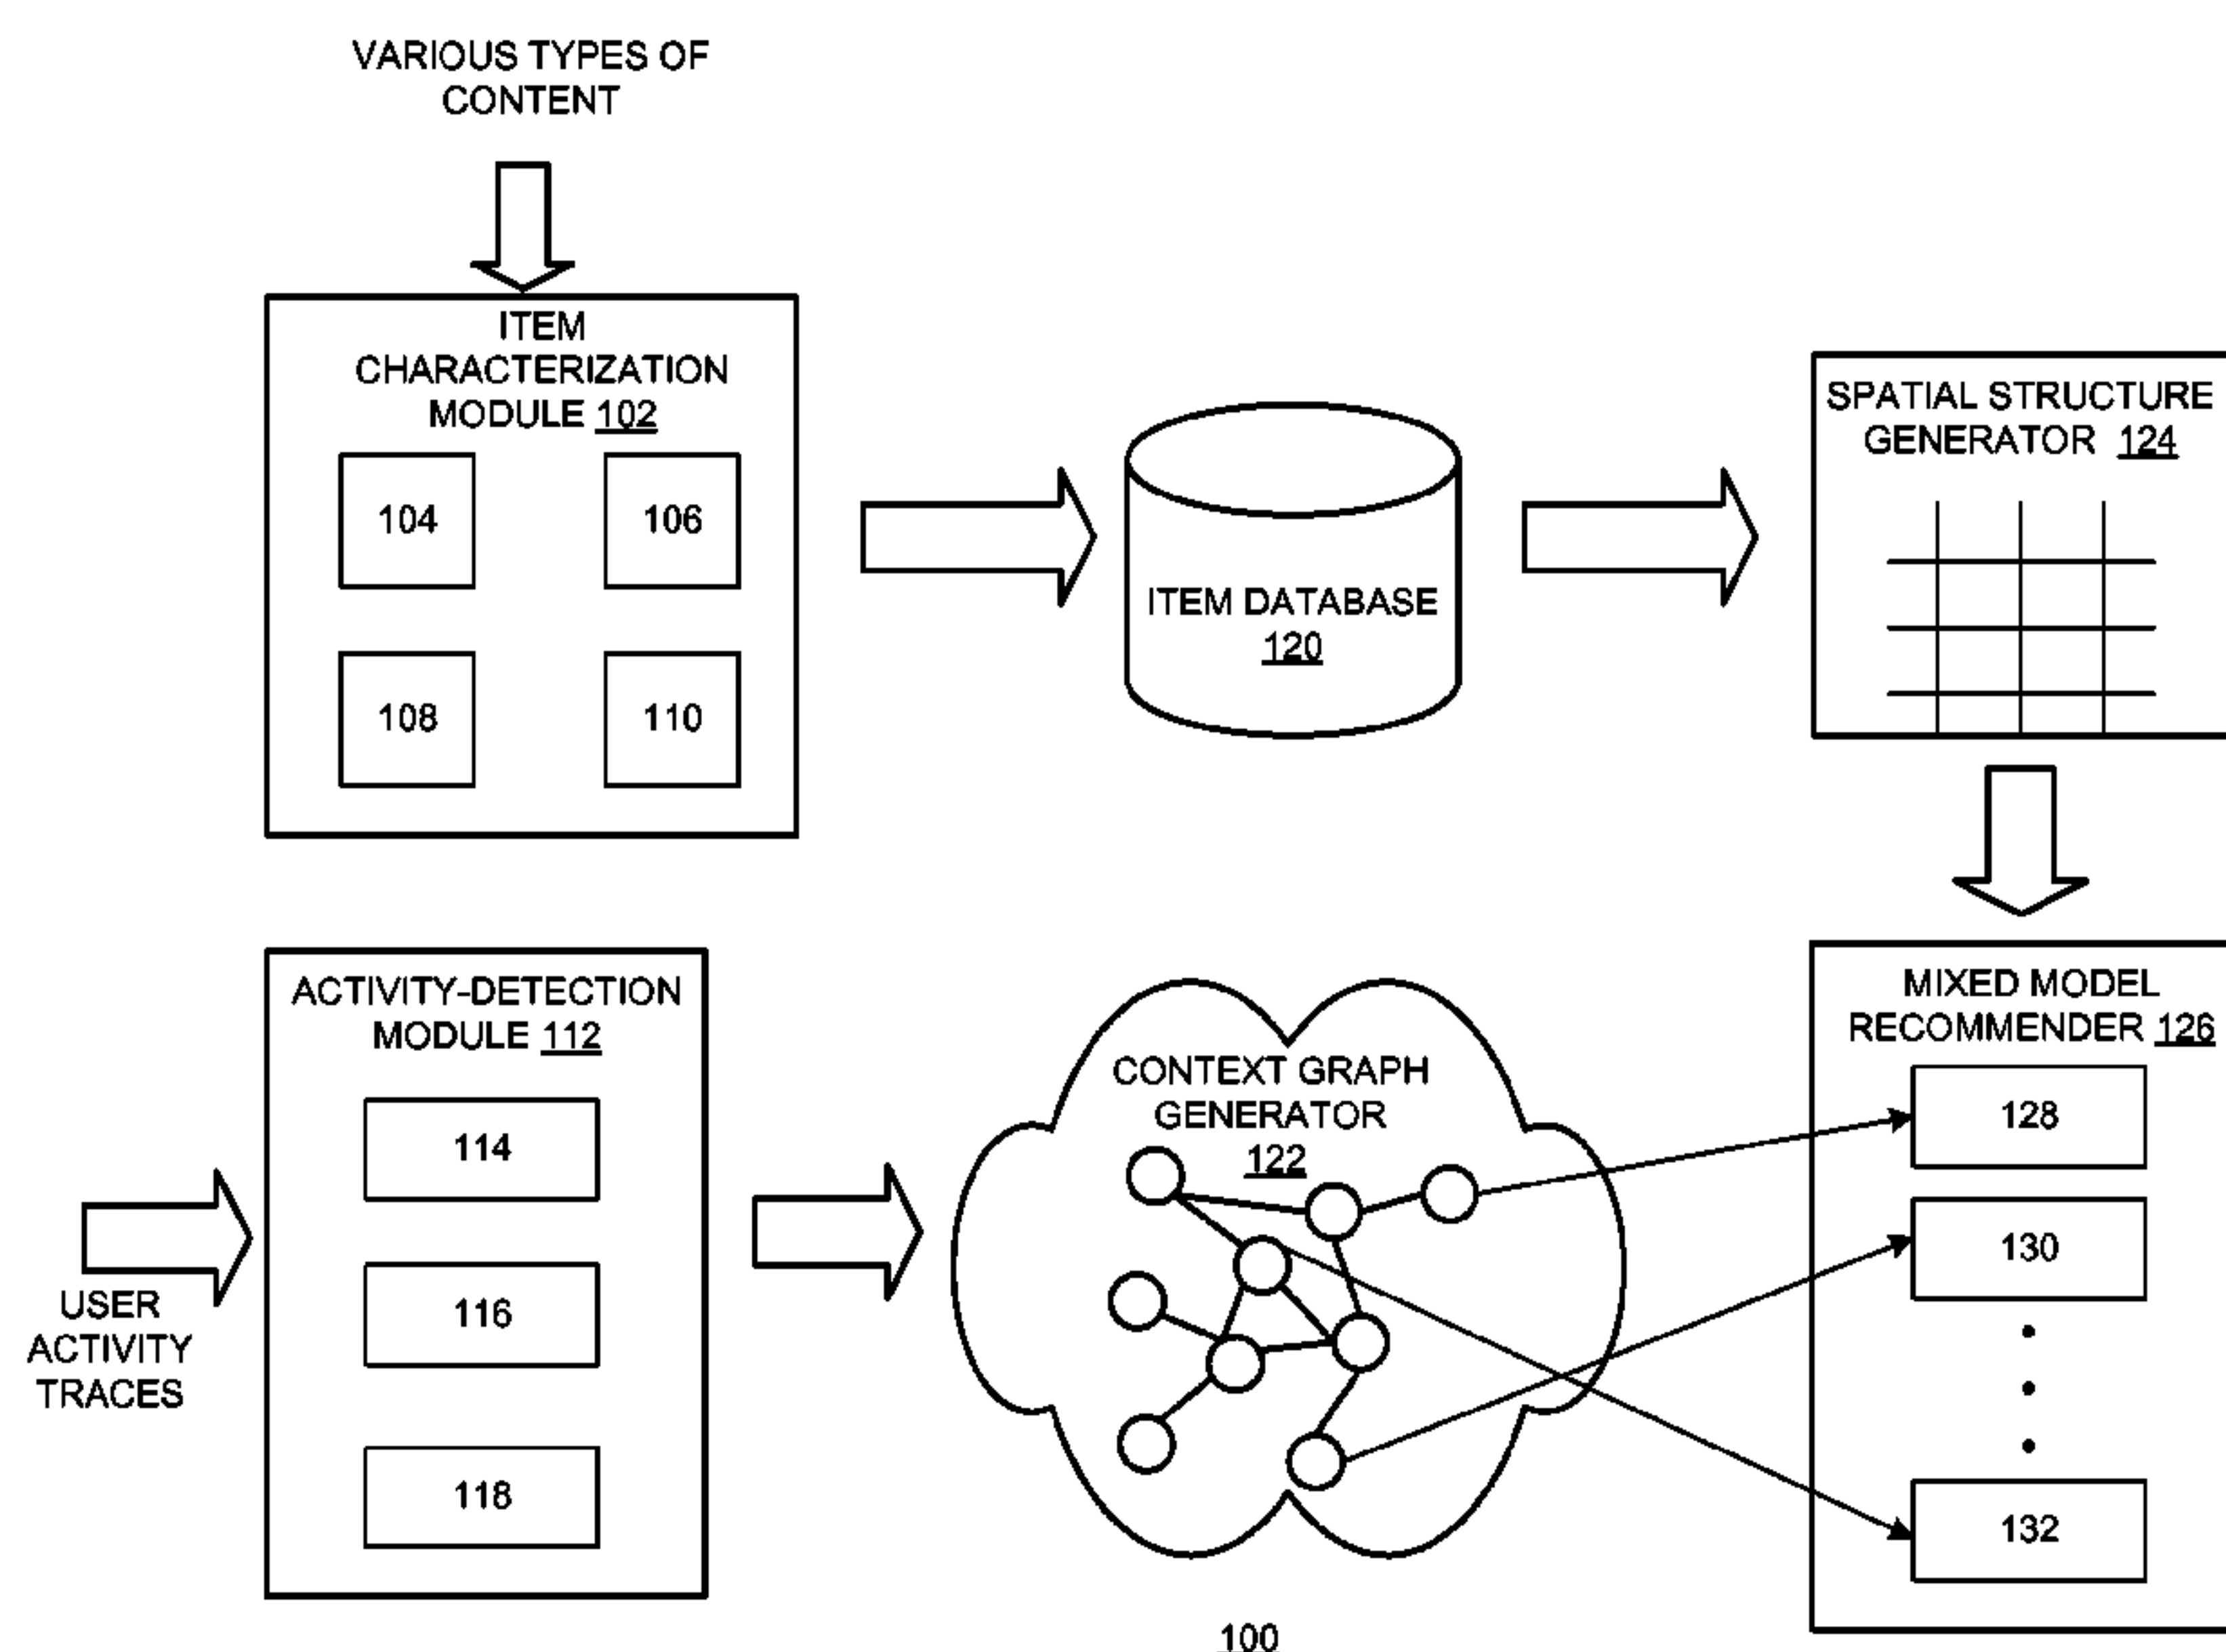 VARIOUS TYPES OF
CONTENT
ITEM
CHARACTERIZATION
MODULE 102
104
106
108
110
ITEM DATABASE
120
SPATIAL STRUCTURE
GENERATOR 124
USER
ACTIVITY
TRACES
ACTIVITY-DETECTION
MODULE 112
114
116
118
CONTEXT GRAPH
GENERATOR
122
MIXED MODEL
RECOMMENDER 126
128
130
132
100